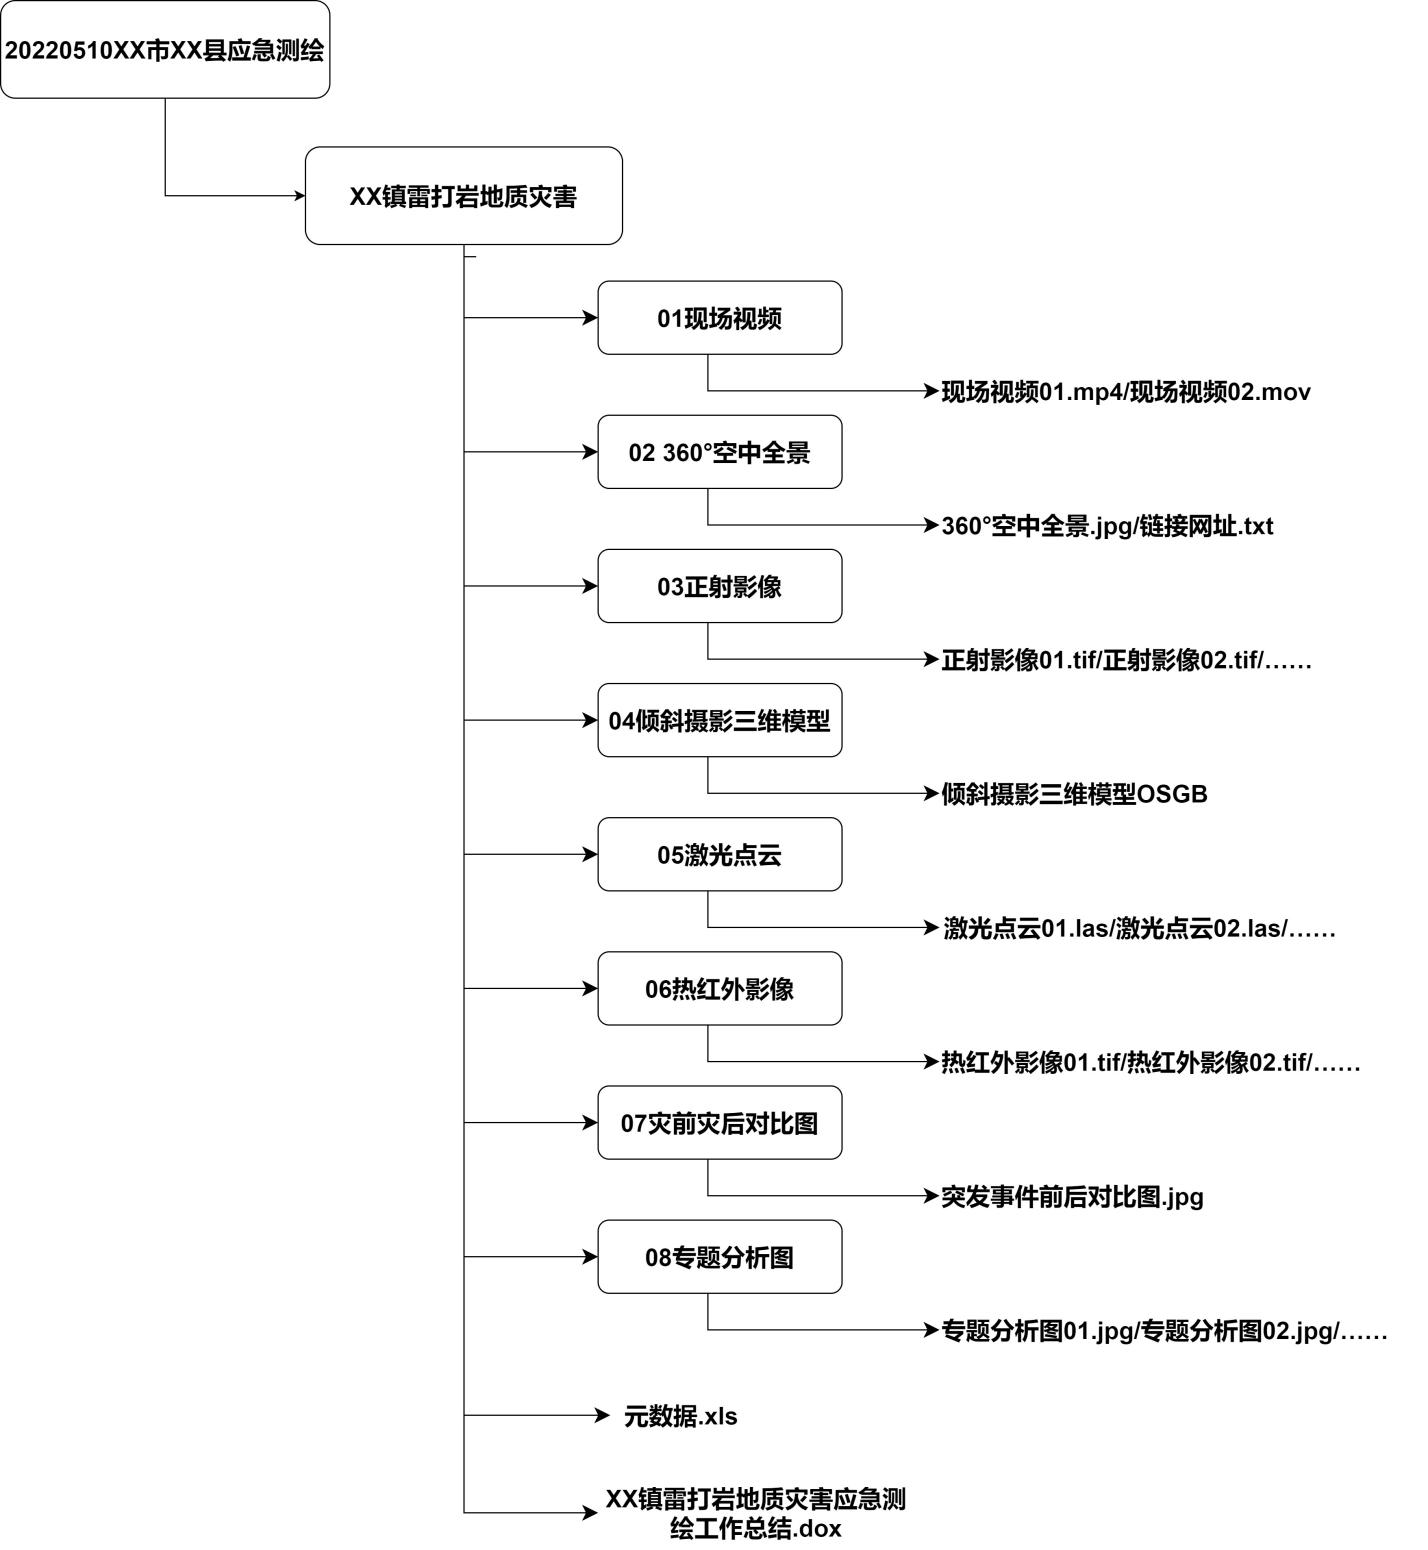 20220510XX市XX县应急测绘
XX镇雷打岩地质灾害
01现场视频
现场视频01.mp4/现场视频02.mov
02 360°空中全景
360°空中全景.jpg/链接网址.txt
03正射影像
正射影像01.tif/正射影像02.tif/……
04倾斜摄影三维模型
倾斜摄影三维模型OSGB
05激光点云
激光点云01.las/激光点云02.las/……
06热红外影像
热红外影像01.tif/热红外影像02.tif/……
07灾前灾后对比图
突发事件前后对比图.jpg
08专题分析图
专题分析图01.jpg/专题分析图02.jpg/……
元数据.xls
XX镇雷打岩地质灾害应急测
绘工作总结.dox